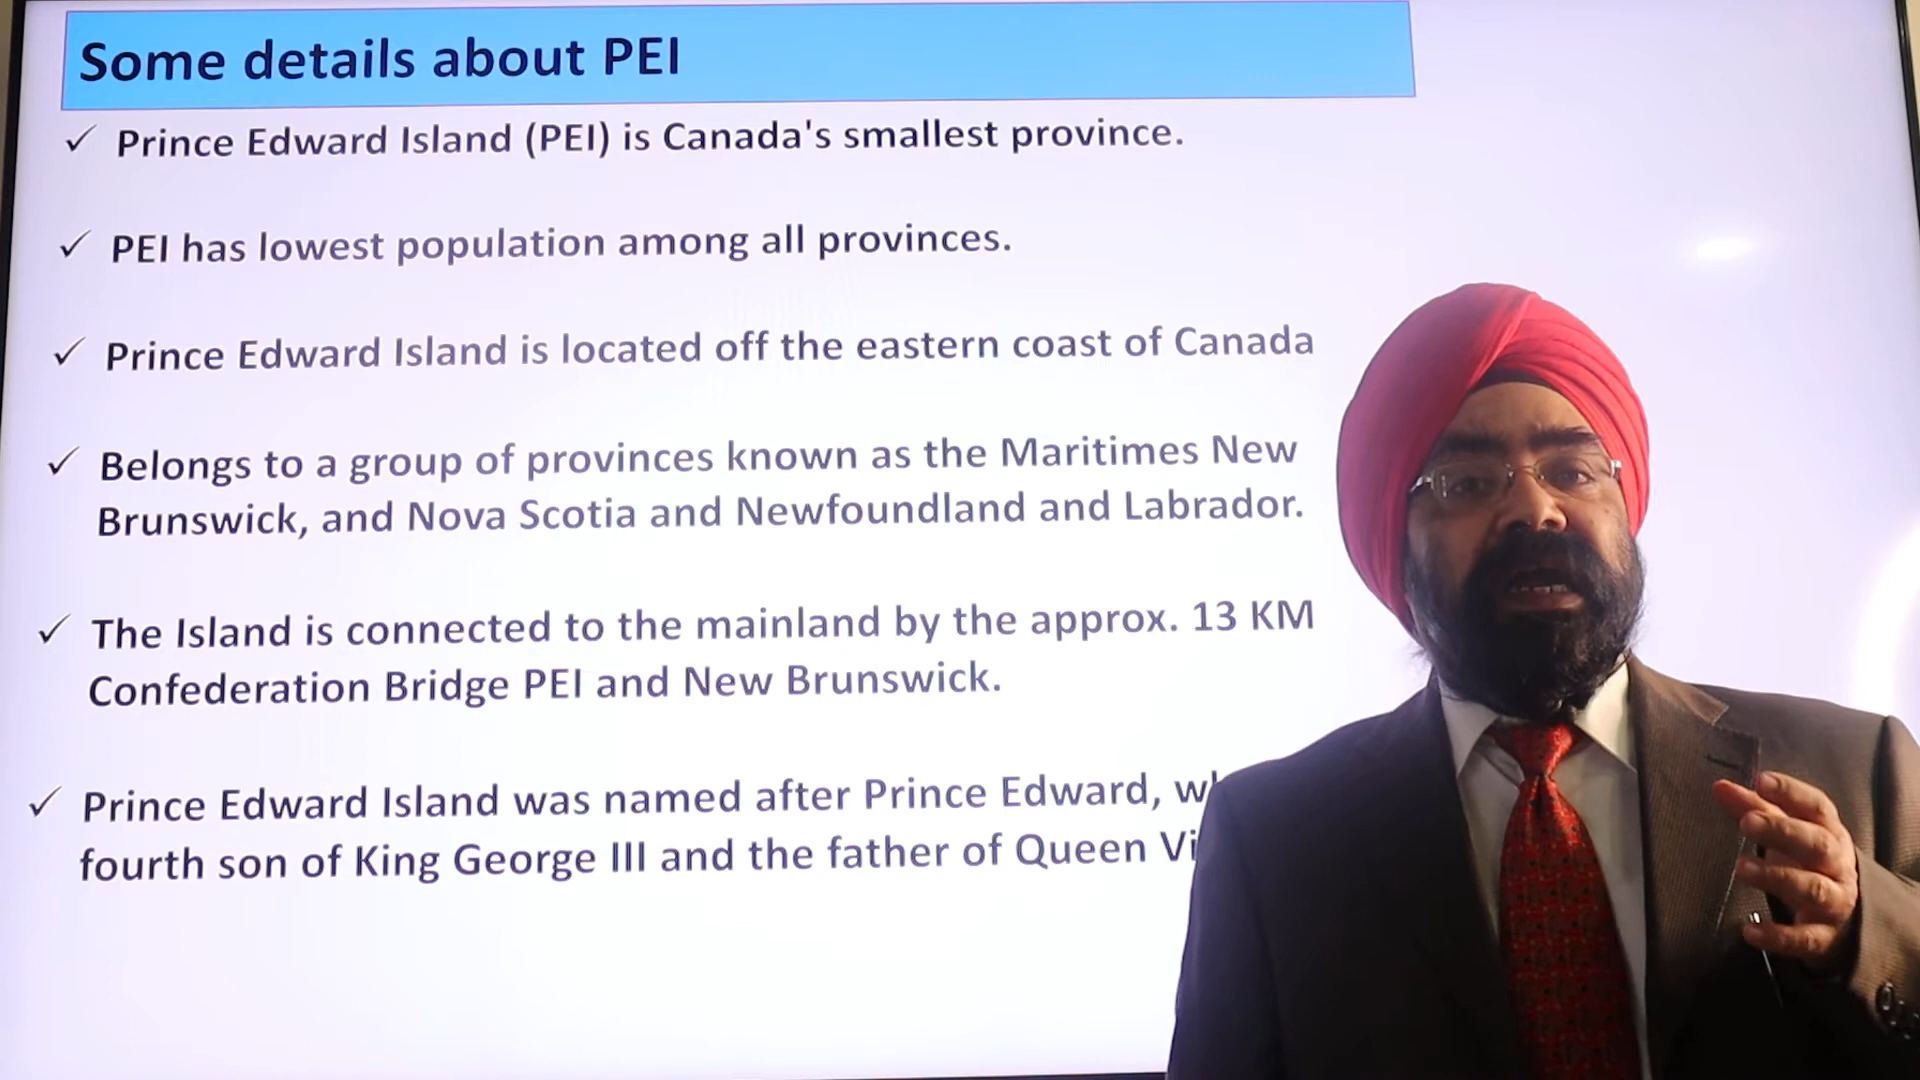 Some details about PEI
✓ Prince Edward Island (PEI) is Canada's smallest province.
✓ PEI has lowest population among all provinces.
✓ Prince Edward Island is located off the eastern coast of Canada
✓ Belongs to a group of provinces known as the Maritimes New
Brunswick, and Nova Scotia and Newfoundland and Labrador.
✓ The Island is connected to the mainland by the approx. 13 KM
Confederation Bridge PEI and New Brunswick.
✓ Prince Edward Island was named after Prince Edward,
fourth son of King George III and the father of Queen